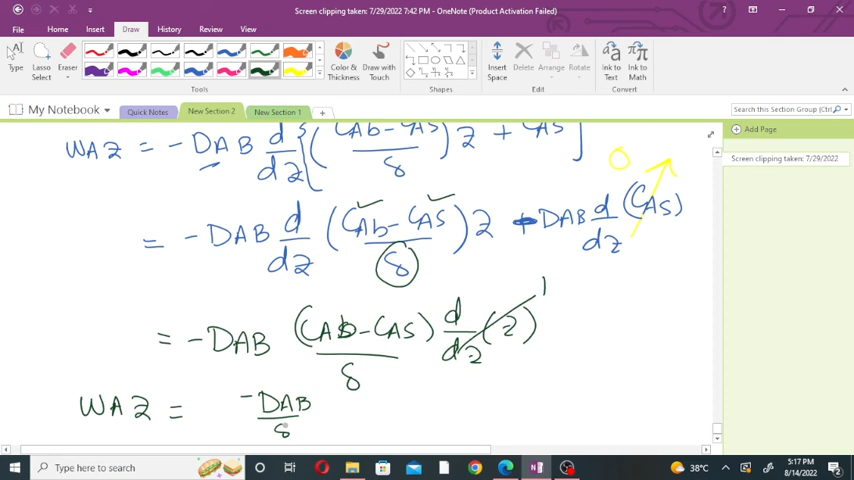 Screen clipping taken: 7/29/2022 7:42 PM - OneNote (Product Activation Failed)
File Home Insert Draw History Review View
Type Lasso Select Eraser Color & Thickness Draw with Touch Insert Space Arrange Delete Rotate Ink to Text Ink to Math
Tools Shapes Edit Convert
My Notebook Quick Notes New Section 2 New Section 1 Search this Section Group (Ctrl
Add Page
Screen clipping taken: 7/29/2022
WAZ = -DAB d/dz {((CAb-CAS)/δ) Z + CAS]
0
= -DAB d/dz ((CAb-CAS)/δ) Z - DAB d/dz (CAS)
= -DAB (CAb-CAS)/δ d/dz (Z) 1
WAZ = -DAB/δ
Type here to search 38°C 5:17 PM
8/14/2022 2